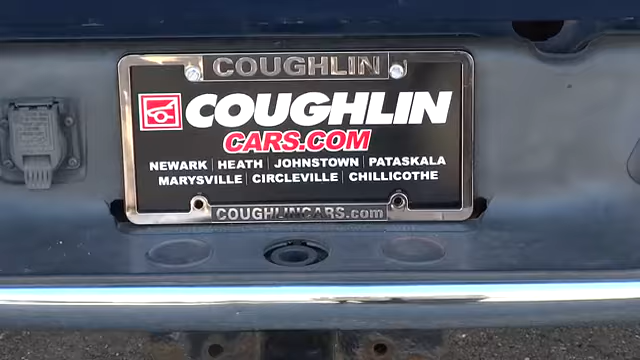 COUGHLIN
COUGHLIN
CARS.COM
NEWARK | HEATH | JOHNSTOWN | PATASKALA
MARYSVILLE | CIRCLEVILLE | CHILLICOTHE
COUGHLINCARS.com